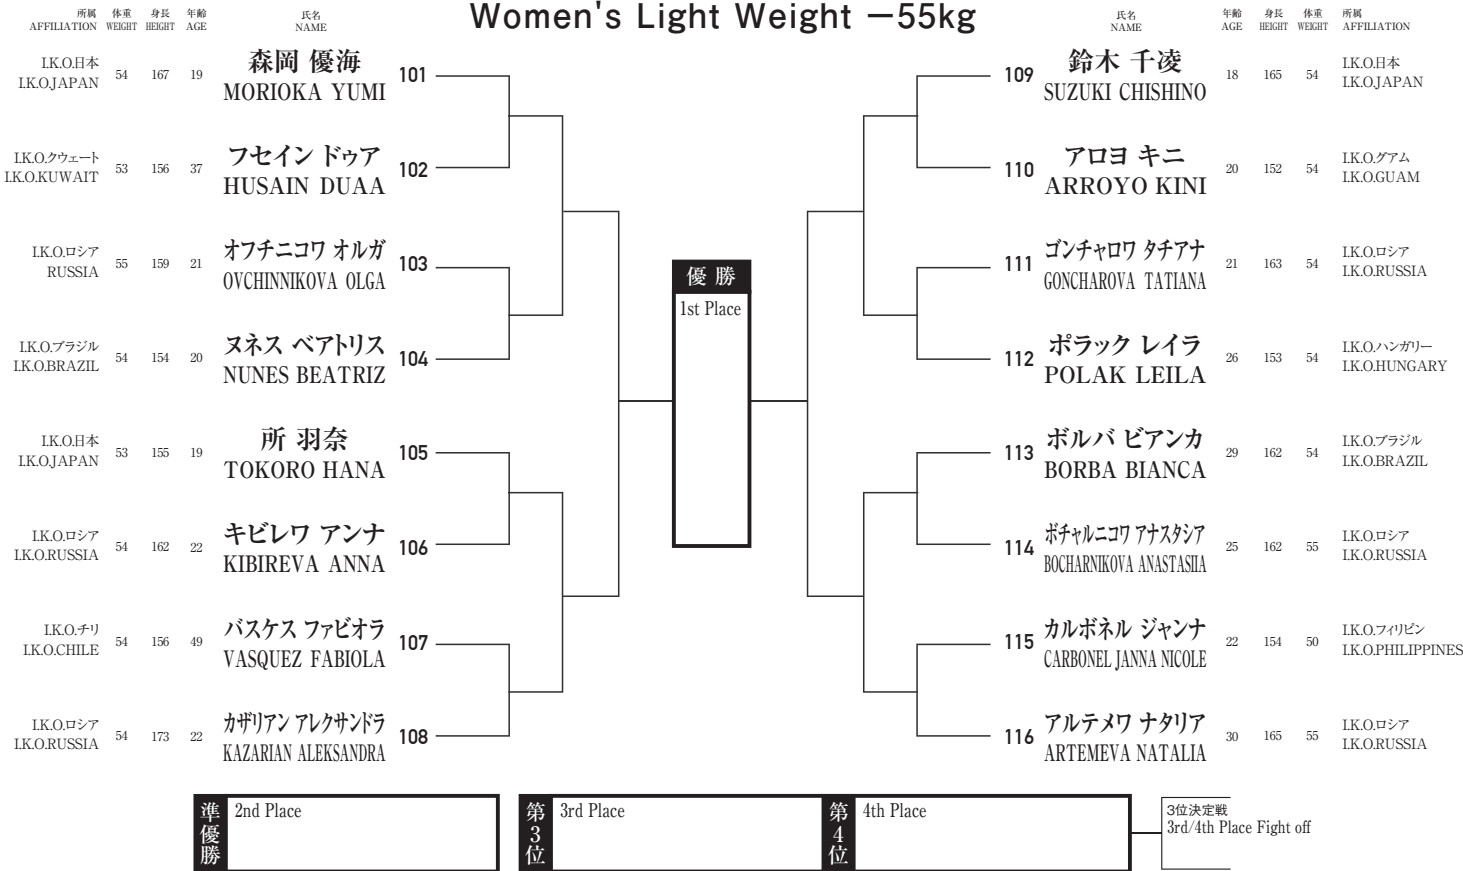 Women's Light Weight －55kg
所属 体重 身長 年齢 氏名
AFFILIATION WEIGHT HEIGHT AGE NAME
氏名 年齢 身長 体重 所属
NAME AGE HEIGHT WEIGHT AFFILIATION
I.K.O.日本
I.K.O.JAPAN
54 167 19
森岡 優海
MORIOKA YUMI
101
I.K.O.クウェート
I.K.O.KUWAIT
53 156 37
フセイン ドゥア
HUSAIN DUAA
102
I.K.O.ロシア
RUSSIA
55 159 21
オフチニコワ オルガ
OVCHINNIKOVA OLGA
103
I.K.O.ブラジル
I.K.O.BRAZIL
54 154 20
ヌネス ベアトリス
NUNES BEATRIZ
104
I.K.O.日本
I.K.O.JAPAN
53 155 19
所 羽奈
TOKORO HANA
105
I.K.O.ロシア
I.K.O.RUSSIA
54 162 22
キビレワ アンナ
KIBIREVA ANNA
106
I.K.O.チリ
I.K.O.CHILE
54 156 49
バスケス ファビオラ
VASQUEZ FABIOLA
107
I.K.O.ロシア
I.K.O.RUSSIA
54 173 22
カザリアン アレクサンドラ
KAZARIAN ALEKSANDRA
108
優勝
1st Place
109
鈴木 千凌
SUZUKI CHISHINO
18 165 54
I.K.O.日本
I.K.O.JAPAN
110
アロヨ キニ
ARROYO KINI
20 152 54
I.K.O.グアム
I.K.O.GUAM
111
ゴンチャロワ タチアナ
GONCHAROVA TATIANA
21 163 54
I.K.O.ロシア
I.K.O.RUSSIA
112
ポラック レイラ
POLAK LEILA
26 153 54
I.K.O.ハンガリー
I.K.O.HUNGARY
113
ボルバ ビアンカ
BORBA BIANCA
29 162 54
I.K.O.ブラジル
I.K.O.BRAZIL
114
ボチャルニコワ アナスタシア
BOCHARNIKOVA ANASTASIIA
25 162 55
I.K.O.ロシア
I.K.O.RUSSIA
115
カルボネル ジャンナ
CARBONEL JANNA NICOLE
22 154 50
I.K.O.フィリピン
I.K.O.PHILIPPINES
116
アルテメワ ナタリア
ARTEMEVA NATALIA
30 165 55
I.K.O.ロシア
I.K.O.RUSSIA
準優勝
2nd Place
第3位
3rd Place
第4位
4th Place
3位決定戦
3rd/4th Place Fight off